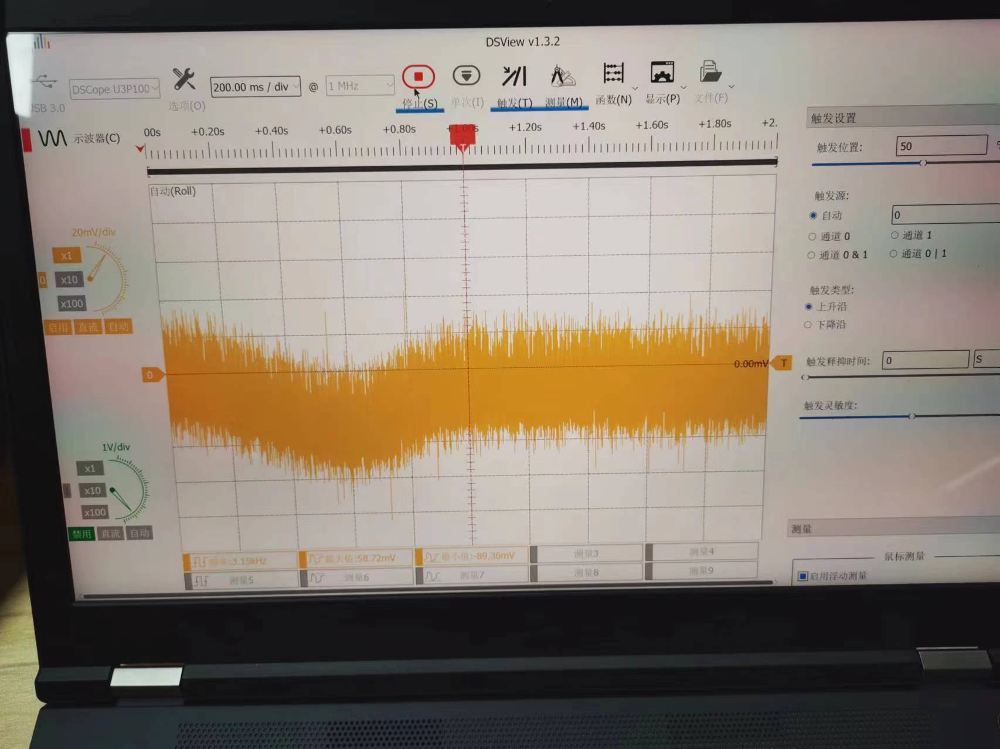 DSView v1.3.2
DSCope U3P100
200.00 ms / div
@
1 MHz
SB 3.0
选项(O)
停止(S)
单次(I)
触发(T)
测量(M)
函数(N)
显示(P)
文件(F)
示波器(C)
00s
+0.20s
+0.40s
+0.60s
+0.80s
+1.00s
+1.20s
+1.40s
+1.60s
+1.80s
+2.
T
自动(Roll)
20mV/div
x1
x10
x100
0
启用
直流
自动
0
0.00mV
T
1V/div
x1
x10
x100
禁用
直流
自动
频率:3.15kHz
最大值:58.72mV
最小值:-89.36mV
测量3
测量4
测量5
测量6
测量7
测量8
测量9
触发设置
触发位置:
50
触发源:
自动
0
通道 0
通道 1
通道 0 & 1
通道 0 | 1
触发类型:
上升沿
下降沿
触发释抑时间:
0
S
触发灵敏度:
测量
鼠标测量
启用浮动测量